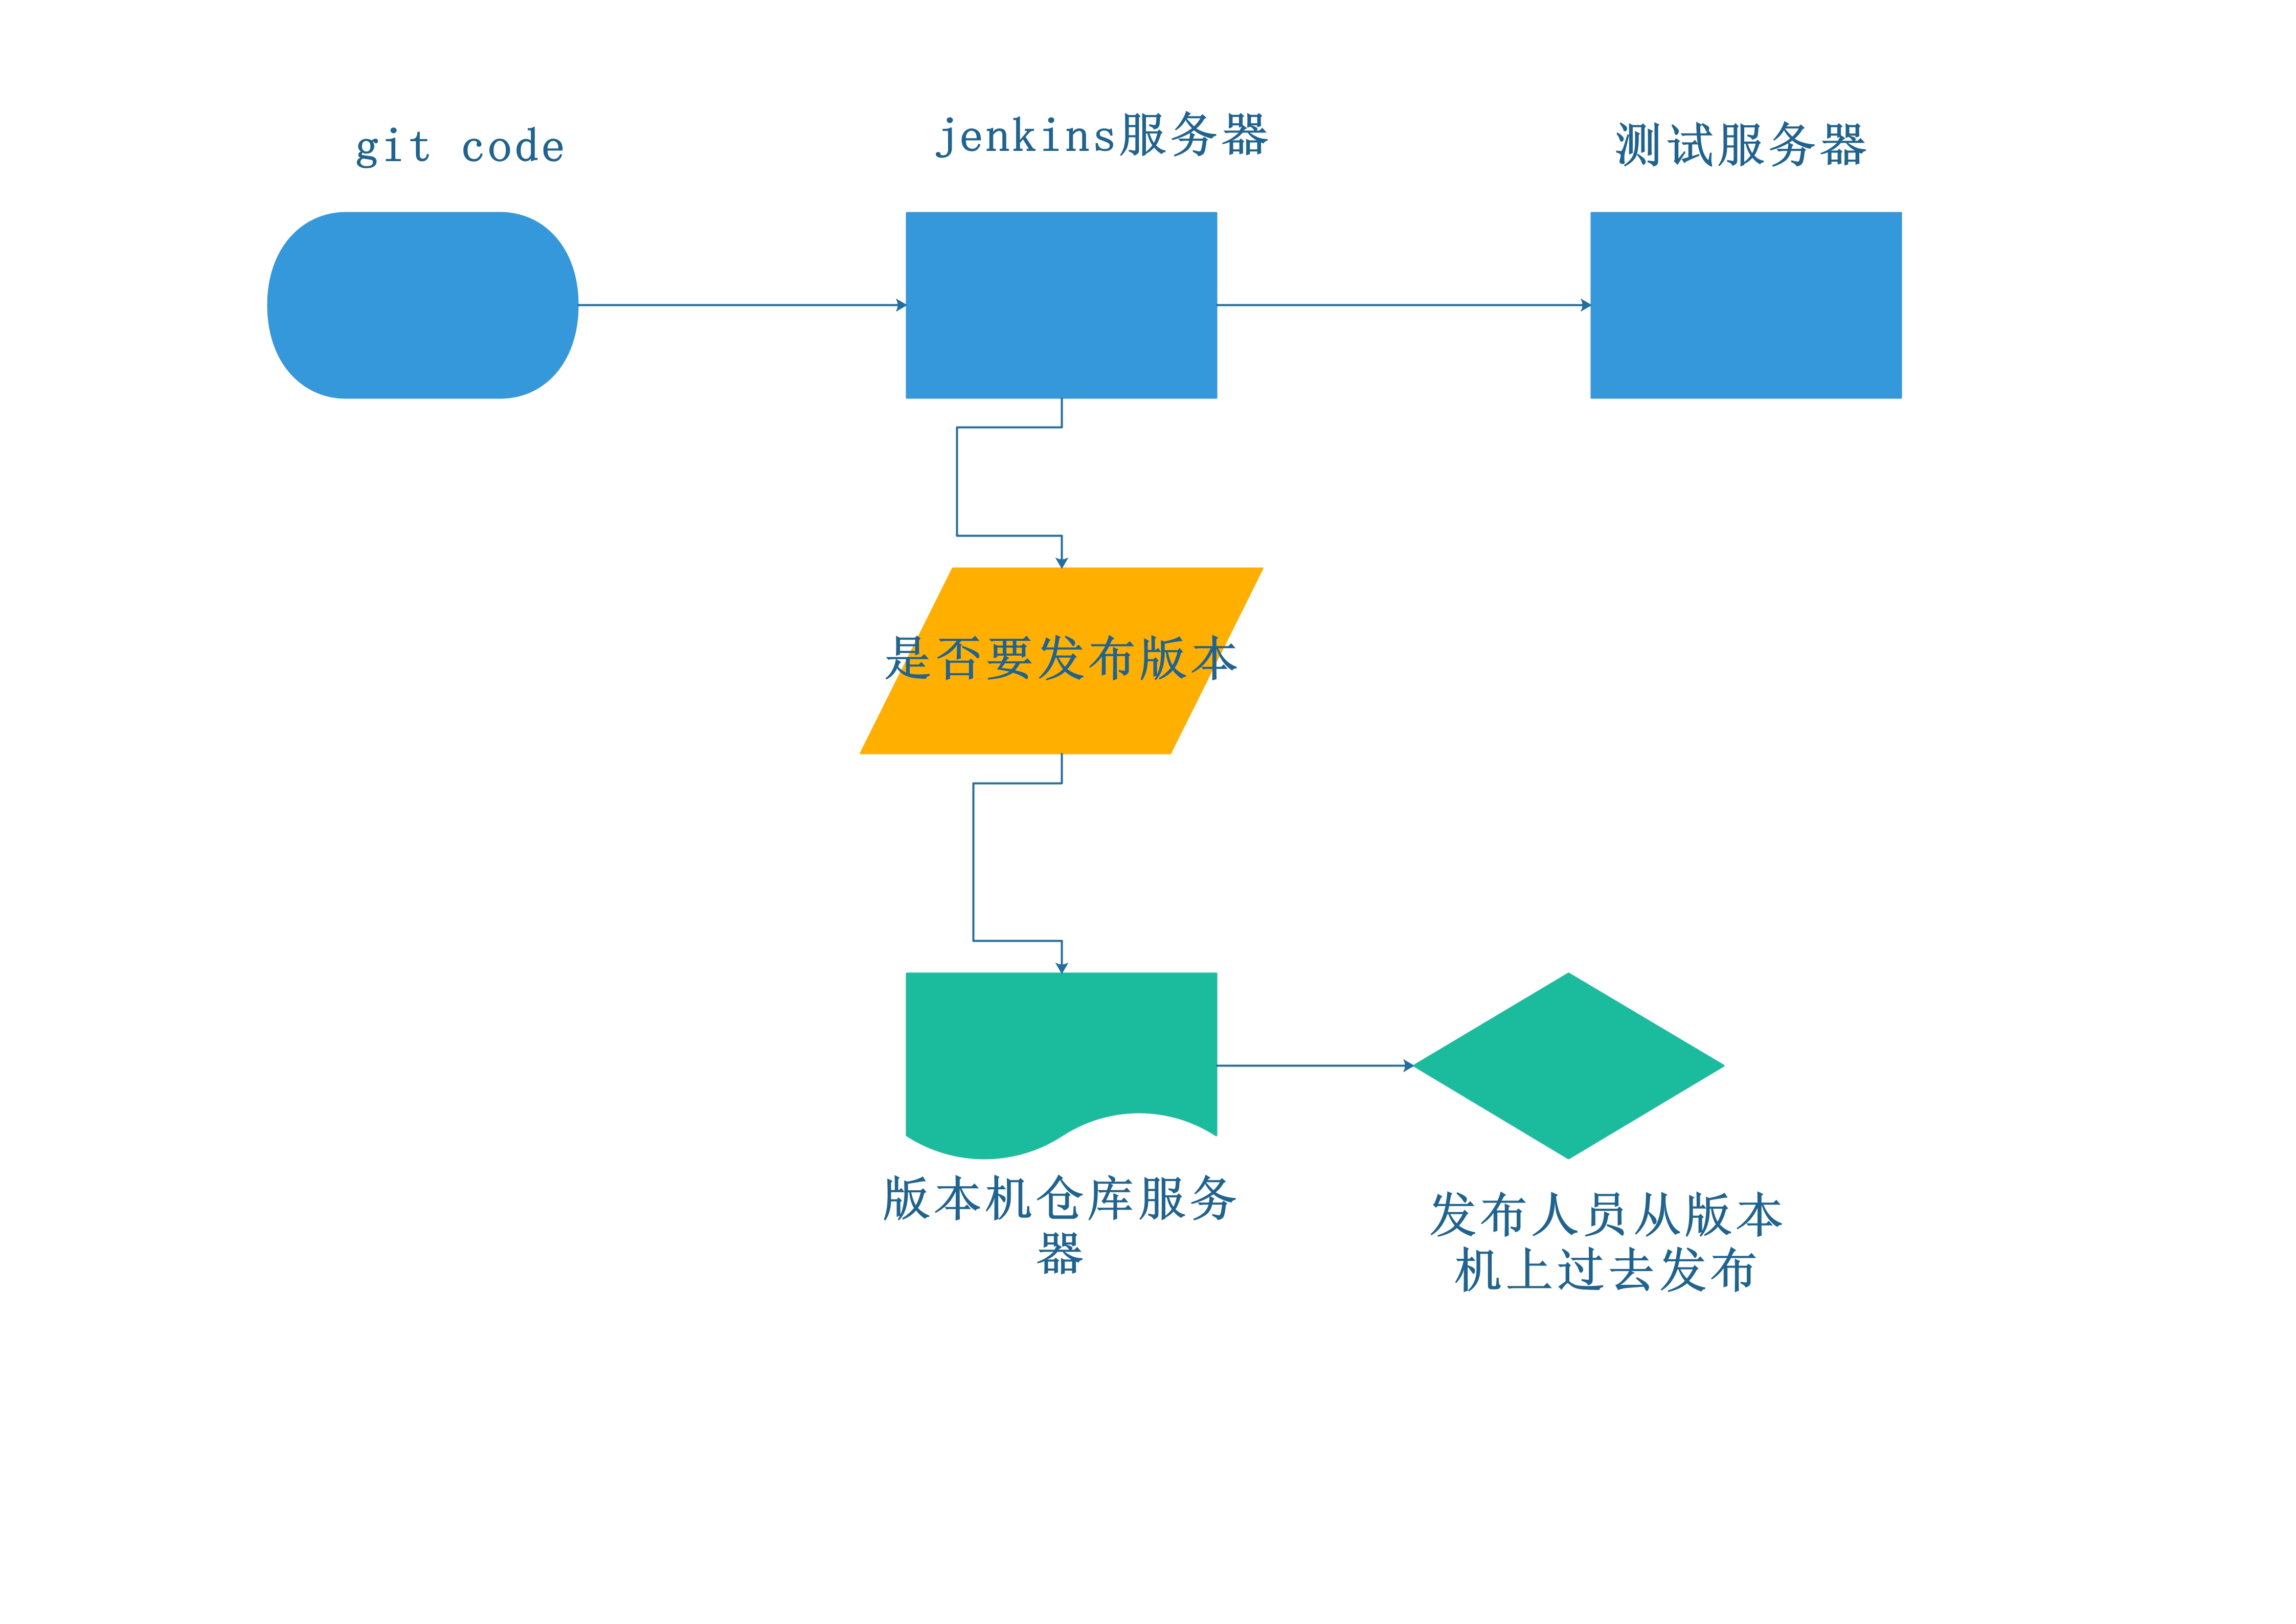 git code
jenkins服务器
测试服务器
是否要发布版本
版本机仓库服务
器
发布人员从版本
机上过去发布